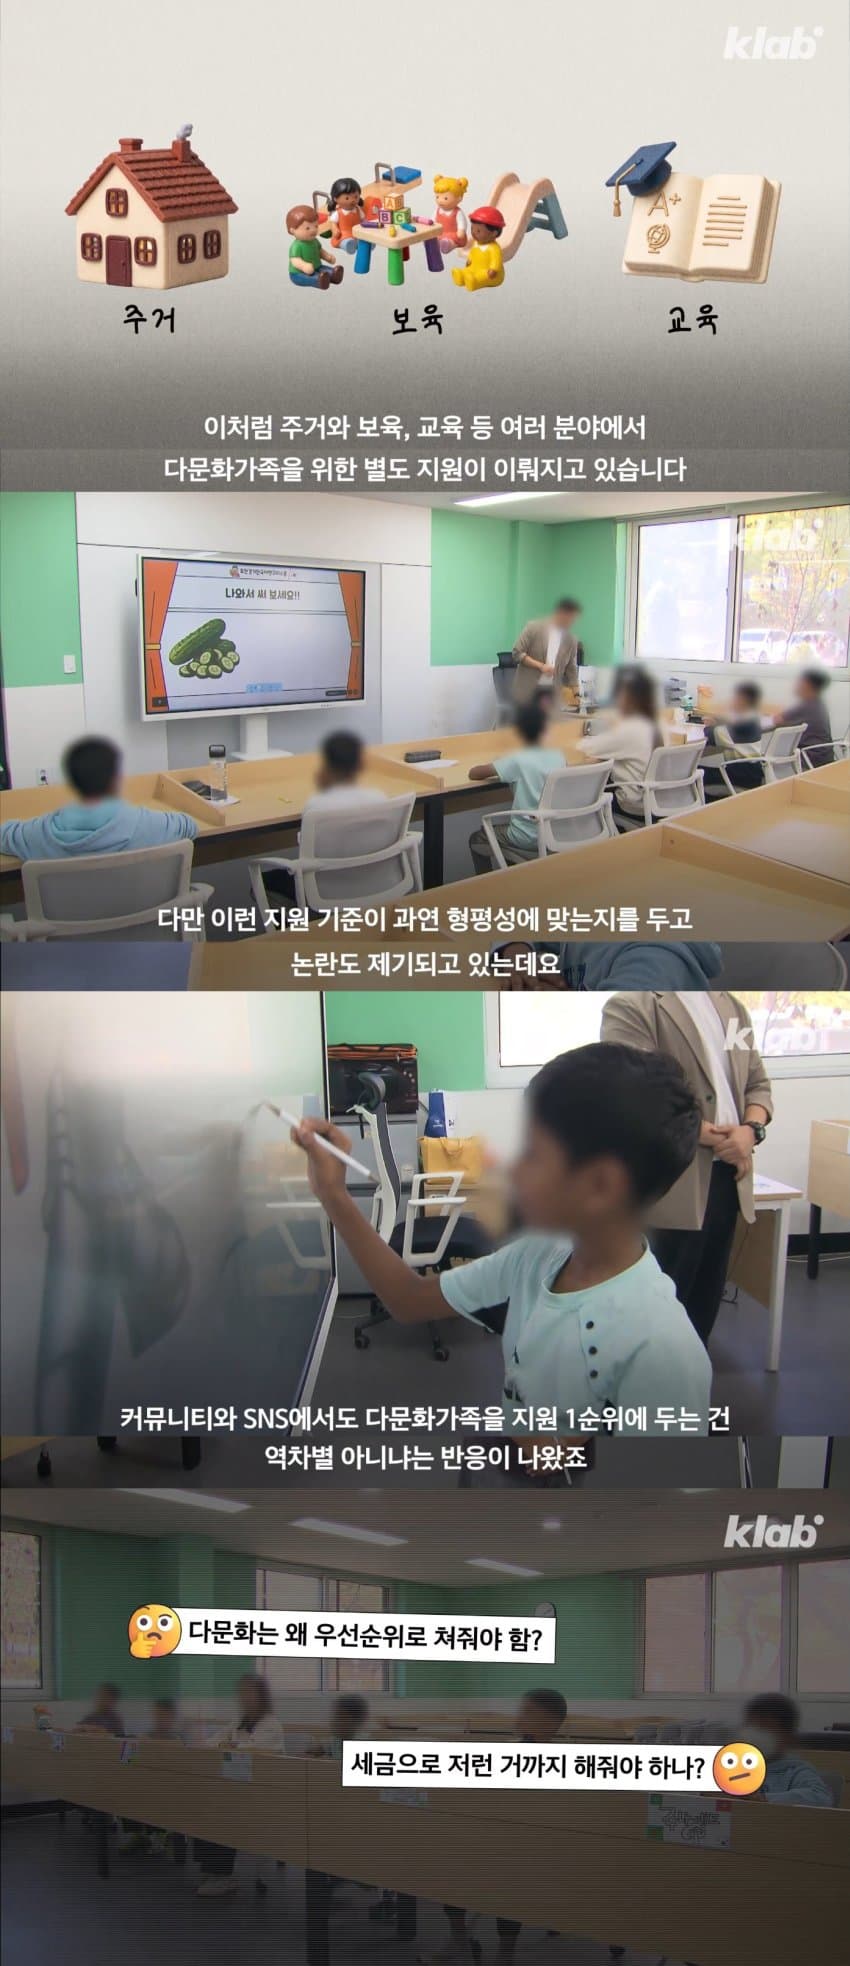 klab
주거
보육
교육
이처럼 주거와 보육, 교육 등 여러 분야에서
다문화가족을 위한 별도 지원이 이뤄지고 있습니다
klab
나와서 써 보세요!!
다만 이런 지원 기준이 과연 형평성에 맞는지를 두고
논란도 제기되고 있는데요
klab
커뮤니티와 SNS에서도 다문화가족을 지원 1순위에 두는 건
역차별 아니냐는 반응이 나왔죠
klab
다문화는 왜 우선순위로 쳐줘야 함?
세금으로 저런 거까지 해줘야 하나?